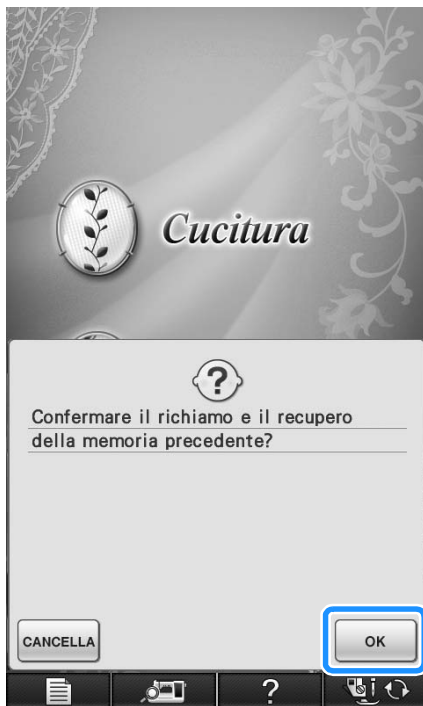 Cucitura
?
Confermare il richiamo e il recupero
della memoria precedente?
CANCELLA
OK
?